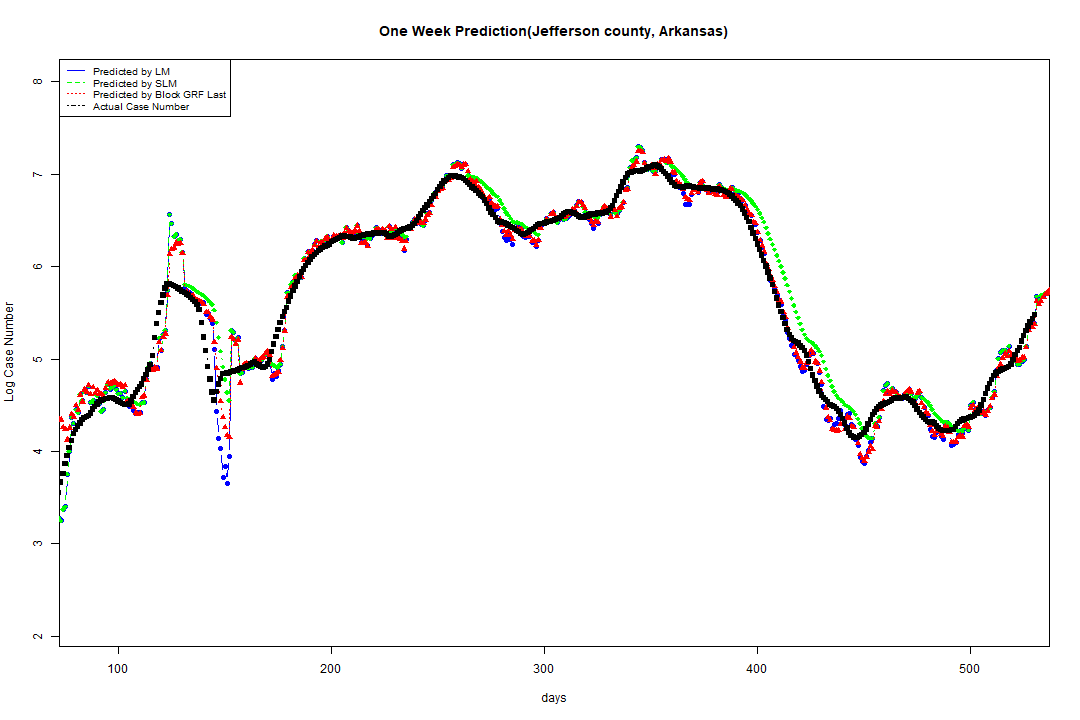 One Week Prediction(Jefferson county, Arkansas)
Predicted by LM
Predicted by SLM
Predicted by Block GRF Last
Actual Case Number
8
7
6
5
4
3
2
Log Case Number
100 200 300 400 500
days